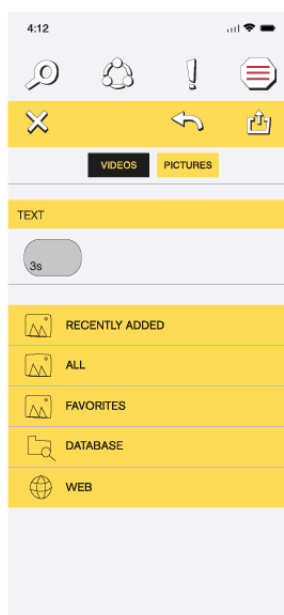 4:12
VIDEOS PICTURES
TEXT
3s
RECENTLY ADDED
ALL
FAVORITES
DATABASE
WEB